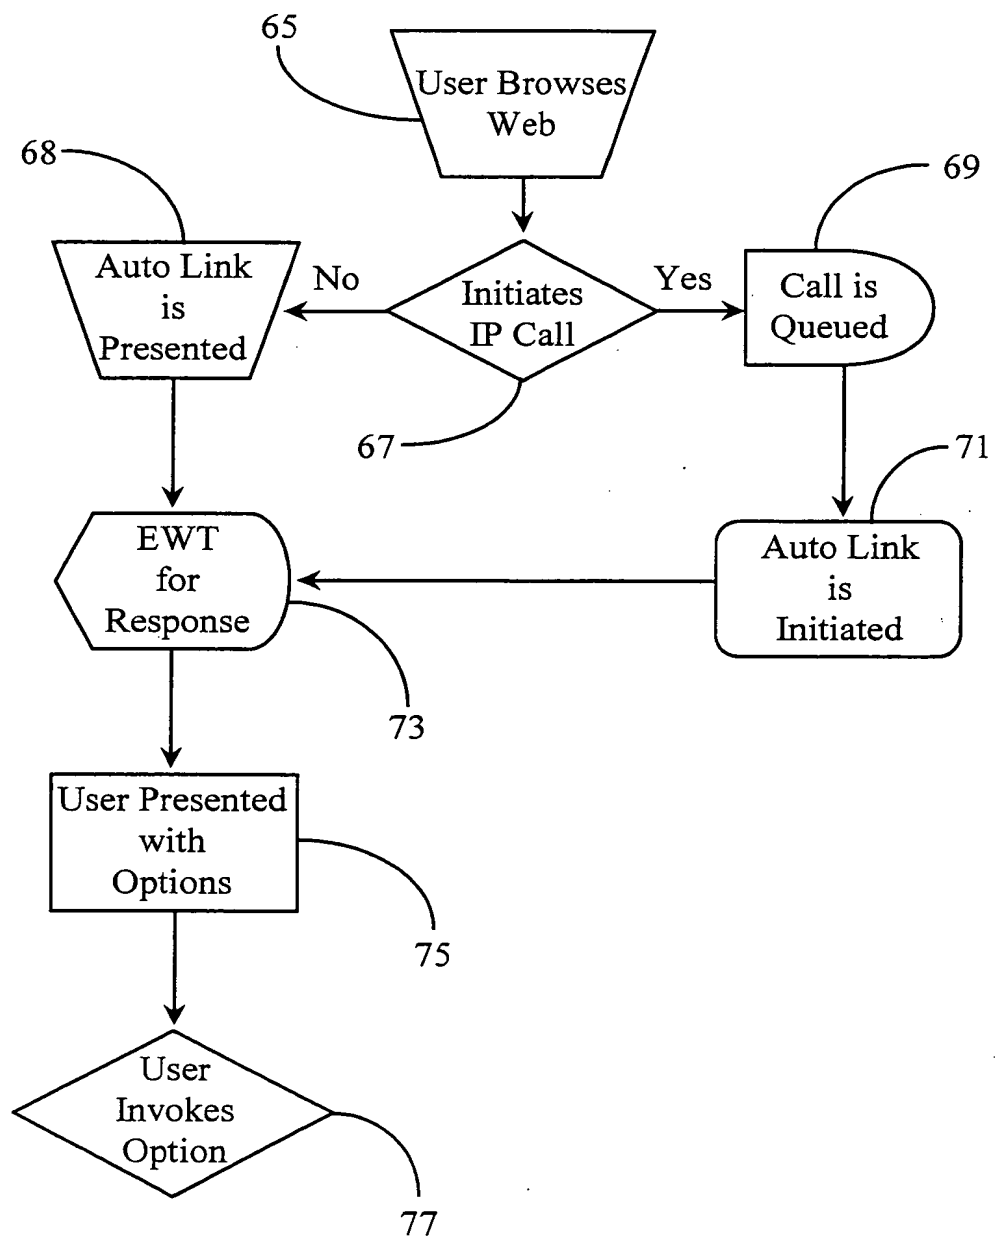 65
User Browses
Web
68
69
Auto Link
is
Presented
No
Initiates
IP Call
Yes
Call is
Queued
67
71
EWT
for
Response
Auto Link
is
Initiated
73
User Presented
with
Options
75
User
Invokes
Option
77